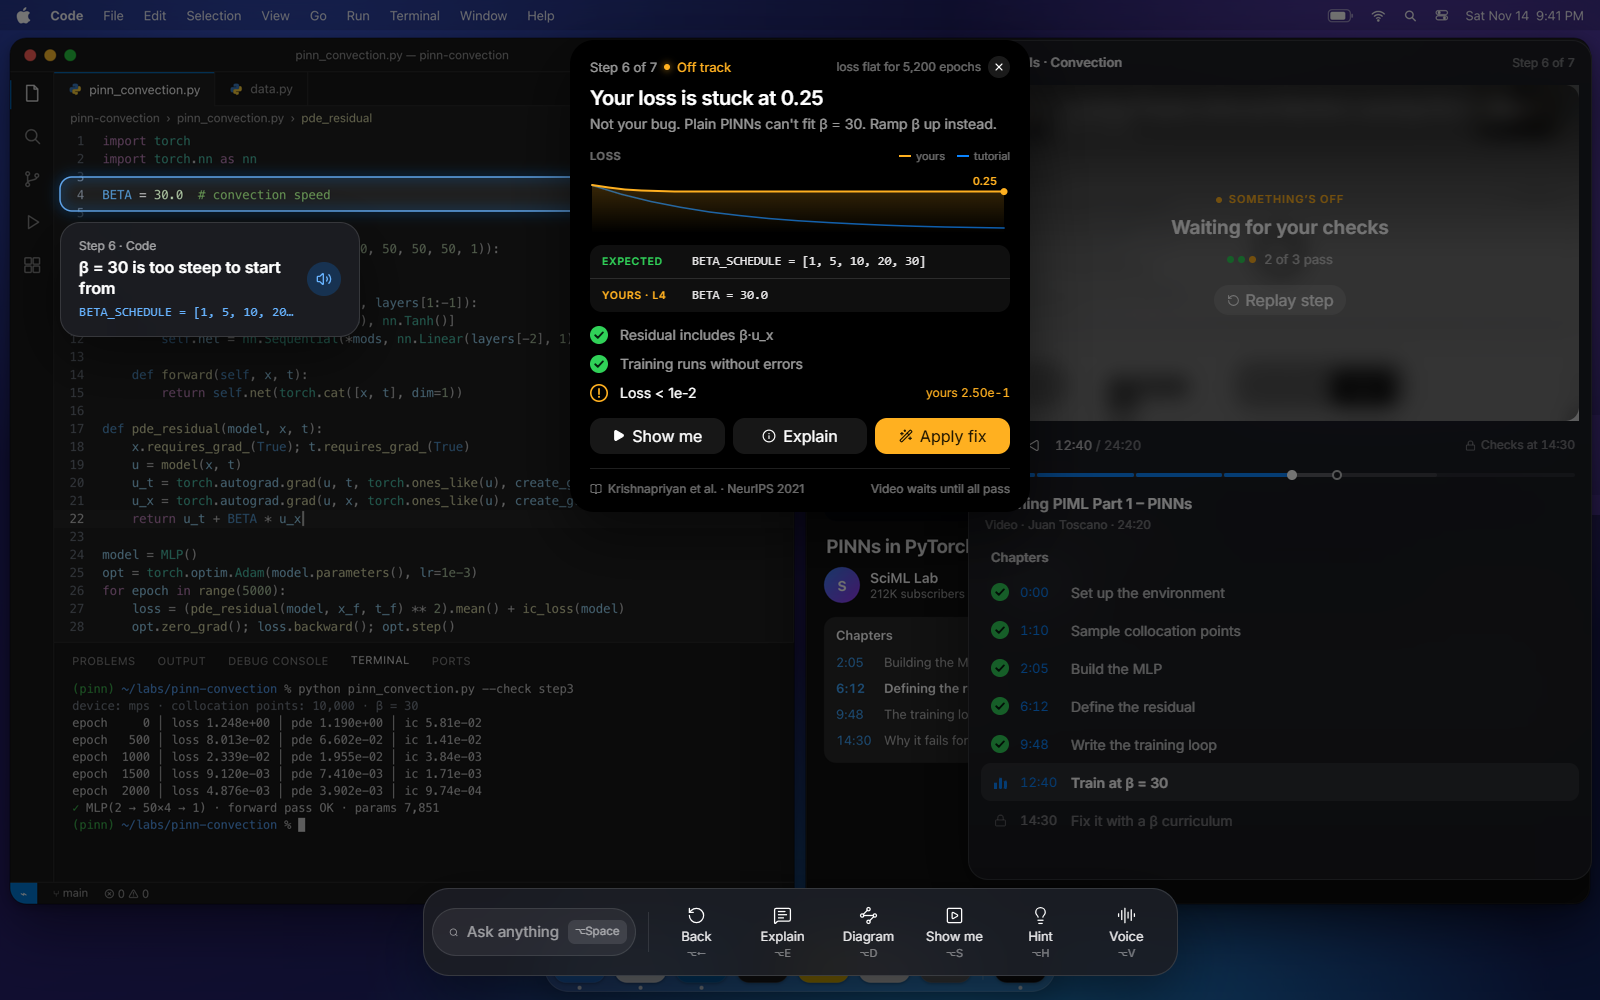 Code File Edit Selection View Go Run Terminal Window Help
Sat Nov 14 9:41 PM
pinn_convection.py — pinn-convection
pinn_convection.py
data.py
pinn-convection › pinn_convection.py › pde_residual
1 import torch
2 import torch.nn as nn
3
4 BETA = 30.0 # convection speed
5
0, 50, 50, 50, 1)):
layers[1:-1]):
), nn.Tanh()]
12 self.net = nn.Sequential(*mods, nn.Linear(layers[-2], 1
13
14 def forward(self, x, t):
15 return self.net(torch.cat([x, t], dim=1))
16
17 def pde_residual(model, x, t):
18 x.requires_grad_(True); t.requires_grad_(True)
19 u = model(x, t)
20 u_t = torch.autograd.grad(u, t, torch.ones_like(u), create_g
21 u_x = torch.autograd.grad(u, x, torch.ones_like(u), create_g
22 return u_t + BETA * u_x
23
24 model = MLP()
25 opt = torch.optim.Adam(model.parameters(), lr=1e-3)
26 for epoch in range(5000):
27 loss = (pde_residual(model, x_f, t_f) ** 2).mean() + ic_loss(model)
28 opt.zero_grad(); loss.backward(); opt.step()
Step 6 · Code
β = 30 is too steep to start
from
BETA_SCHEDULE = [1, 5, 10, 20…
PROBLEMS OUTPUT DEBUG CONSOLE TERMINAL PORTS
(pinn) ~/labs/pinn-convection % python pinn_convection.py --check step3
device: mps · collocation points: 10,000 · β = 30
epoch 0 │ loss 1.248e+00 │ pde 1.190e+00 │ ic 5.81e-02
epoch 500 │ loss 8.013e-02 │ pde 6.602e-02 │ ic 1.41e-02
epoch 1000 │ loss 2.339e-02 │ pde 1.955e-02 │ ic 3.84e-03
epoch 1500 │ loss 9.120e-03 │ pde 7.410e-03 │ ic 1.71e-03
epoch 2000 │ loss 4.876e-03 │ pde 3.902e-03 │ ic 9.74e-04
✓ MLP(2 → 50×4 → 1) · forward pass OK · params 7,851
(pinn) ~/labs/pinn-convection %
main 0 0
Step 6 of 7 Off track loss flat for 5,200 epochs
Your loss is stuck at 0.25
Not your bug. Plain PINNs can't fit β = 30. Ramp β up instead.
LOSS yours tutorial
0.25
EXPECTED BETA_SCHEDULE = [1, 5, 10, 20, 30]
YOURS · L4 BETA = 30.0
Residual includes β·u_x
Training runs without errors
Loss < 1e-2 yours 2.50e-1
Show me Explain Apply fix
Krishnapriyan et al. · NeurIPS 2021 Video waits until all pass
ls · Convection Step 6 of 7
SOMETHING'S OFF
Waiting for your checks
2 of 3 pass
Replay step
12:40 / 24:20 Checks at 14:30
ning PIML Part 1 – PINNs
Video · Juan Toscano · 24:20
Chapters
0:00 Set up the environment
1:10 Sample collocation points
2:05 Build the MLP
6:12 Define the residual
9:48 Write the training loop
12:40 Train at β = 30
14:30 Fix it with a β curriculum
PINNs in PyTorc
S
SciML Lab
212K subscribers
Chapters
2:05 Building the M
6:12 Defining the r
9:48 The training lo
14:30 Why it fails for
Ask anything ⌥Space
Back Explain Diagram Show me Hint Voice
⌥← ⌥E ⌥D ⌥S ⌥H ⌥V